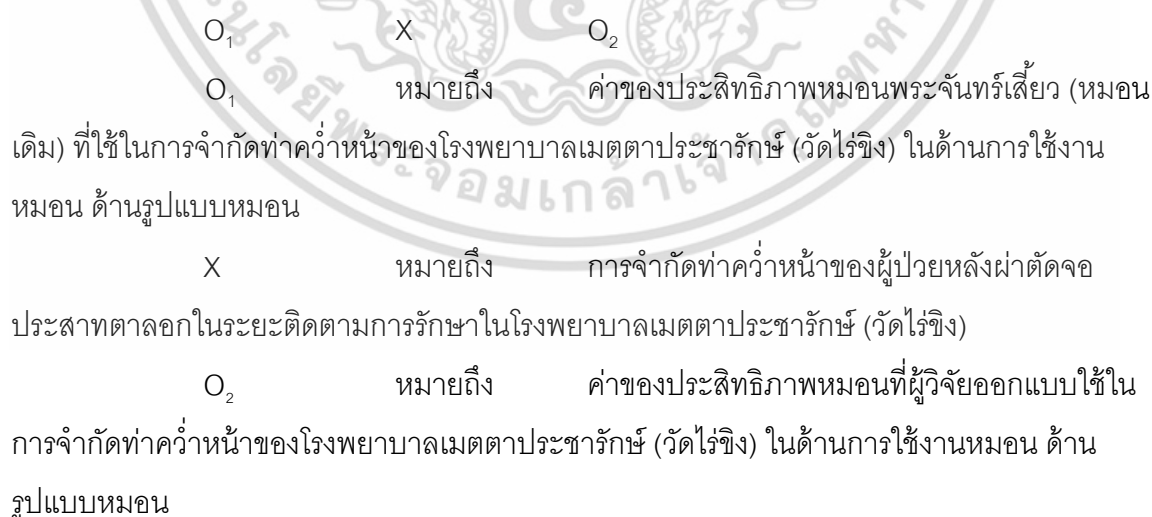 O₁ X O₂
O₁ หมายถึง ค่าของประสิทธิภาพหมอนพระจันทร์เสี้ยว (หมอน
เดิม) ที่ใช้ในการจำกัดท่าคว่ำหน้าของโรงพยาบาลเมตตาประชารักษ์ (วัดไร่ขิง) ในด้านการใช้งาน
หมอน ด้านรูปแบบหมอน
X หมายถึง การจำกัดท่าคว่ำหน้าของผู้ป่วยหลังผ่าตัดจอ
ประสาทตาลอกในระยะติดตามการรักษาในโรงพยาบาลเมตตาประชารักษ์ (วัดไร่ขิง)
O₂ หมายถึง ค่าของประสิทธิภาพหมอนที่ผู้วิจัยออกแบบใช้ใน
การจำกัดท่าคว่ำหน้าของโรงพยาบาลเมตตาประชารักษ์ (วัดไร่ขิง) ในด้านการใช้งานหมอน ด้าน
รูปแบบหมอน